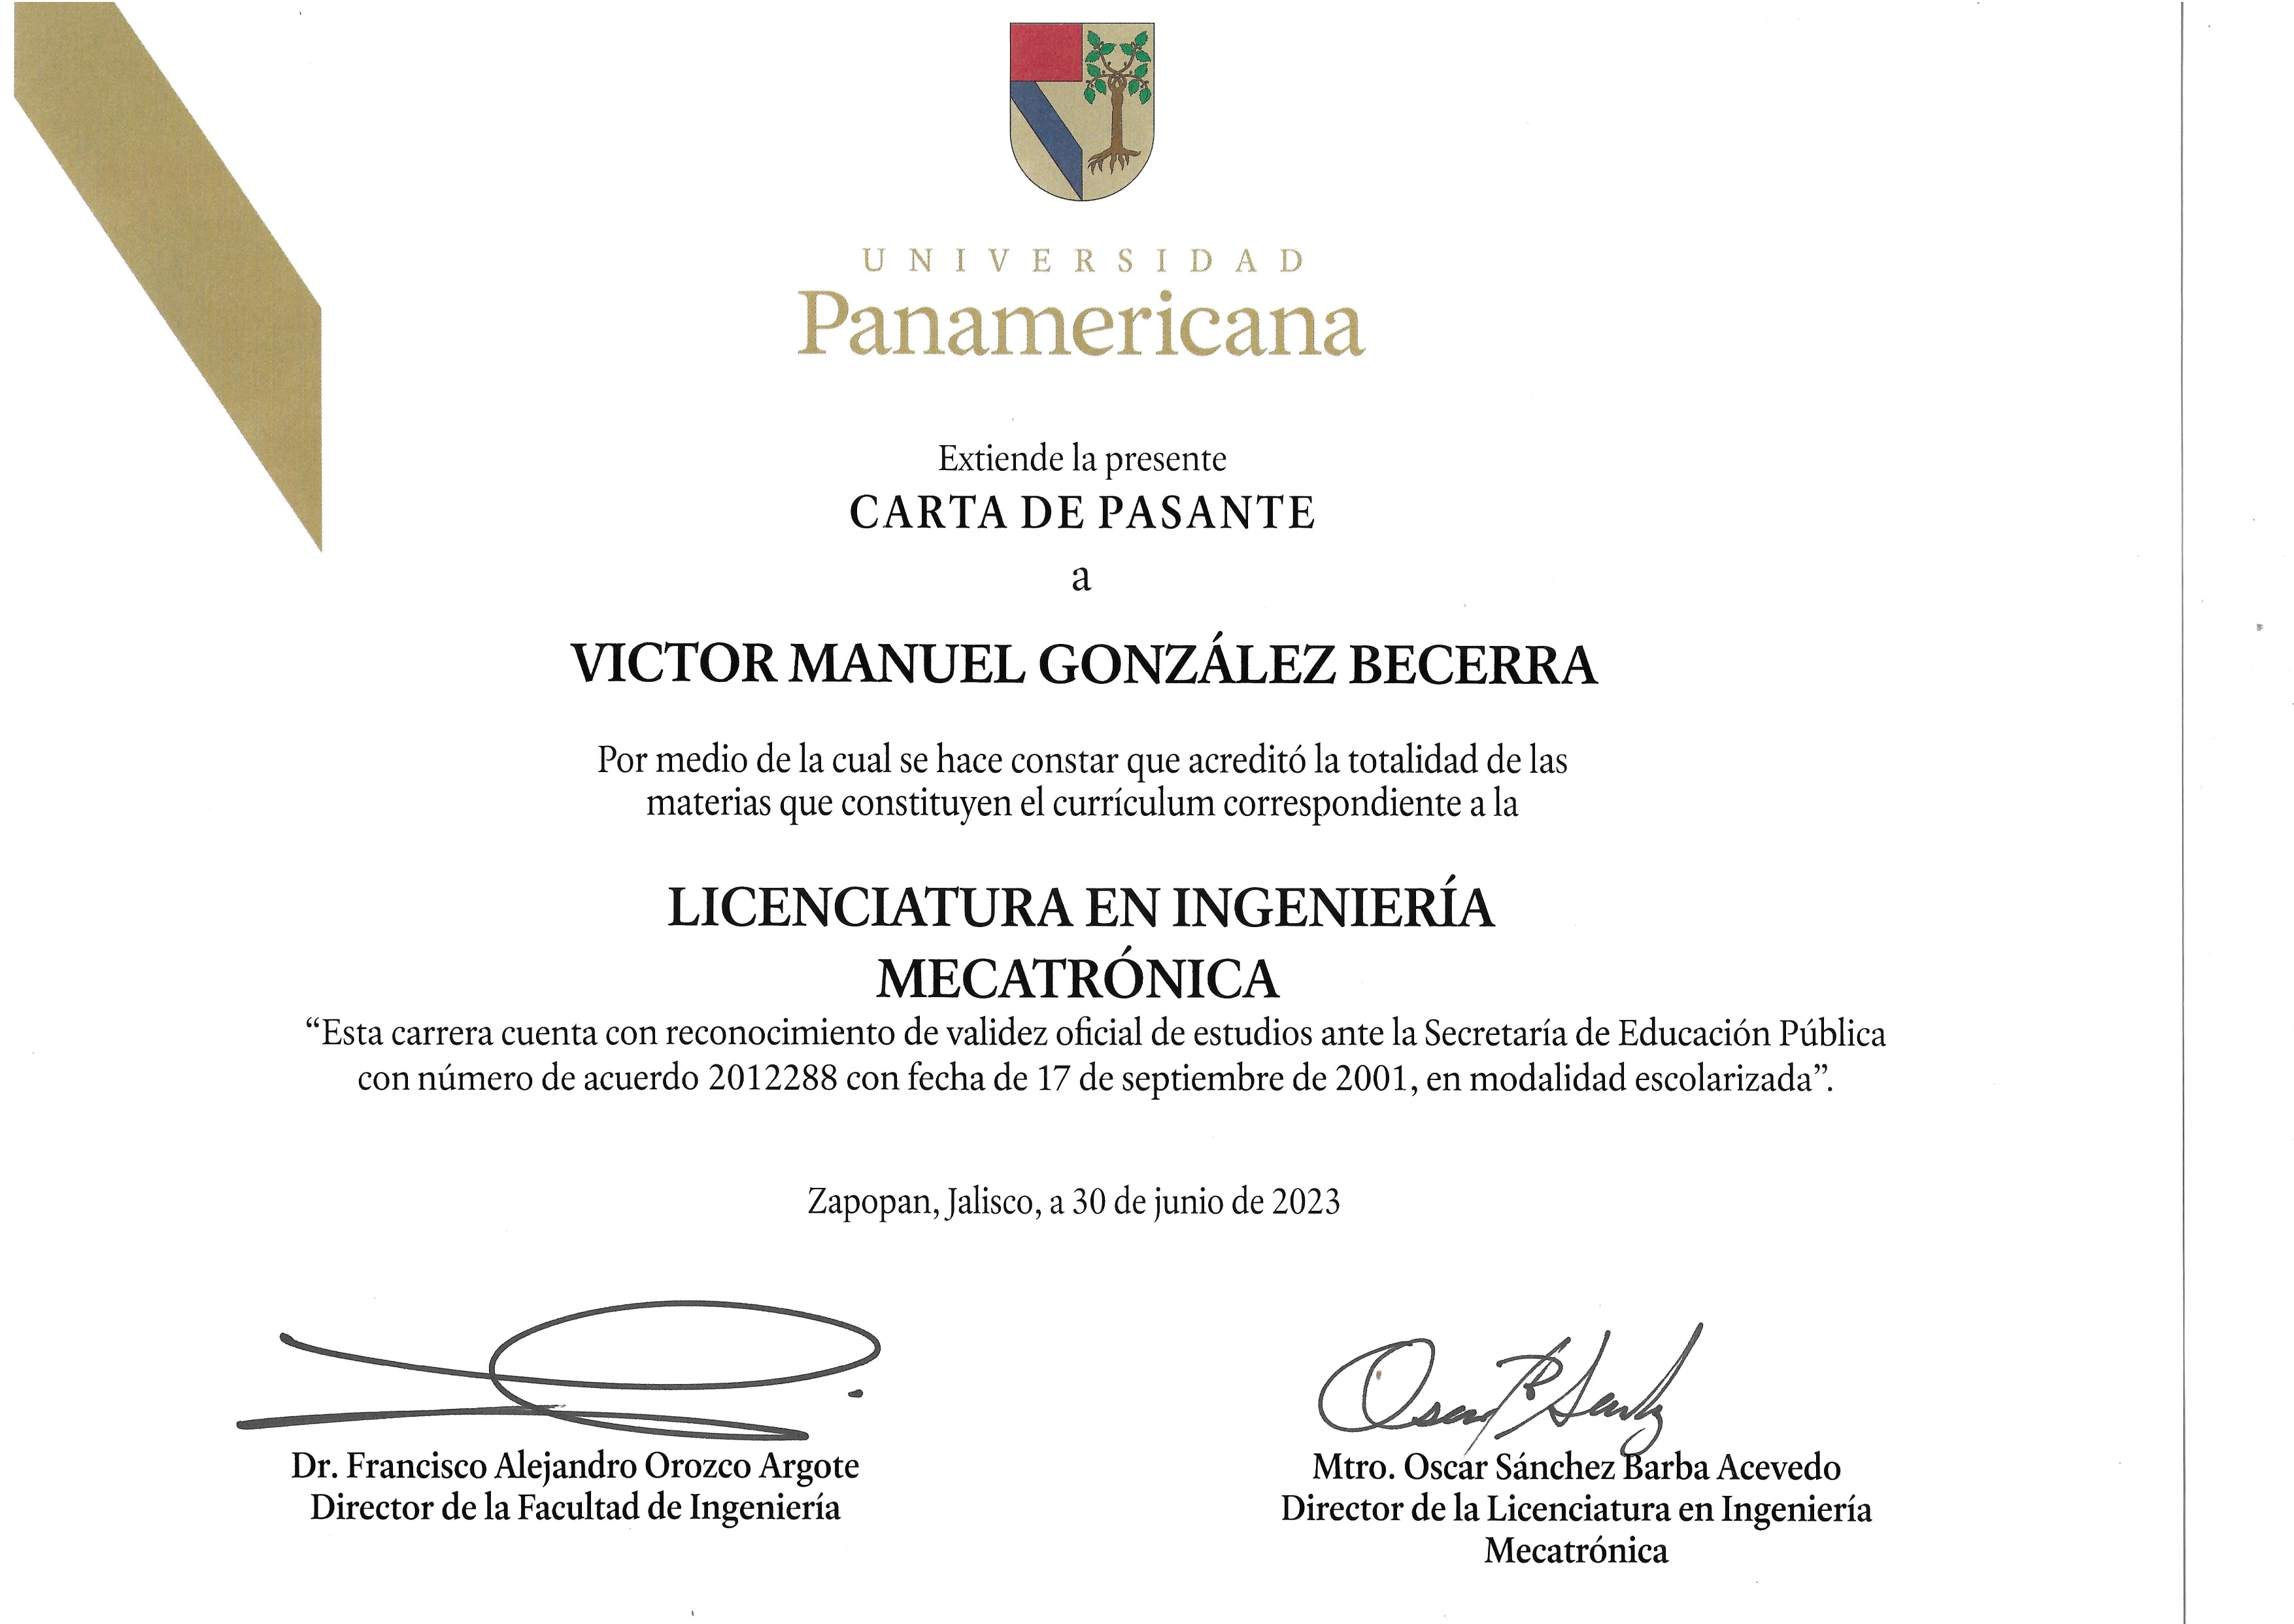 UNIVERSIDAD
Panamericana
Extiende la presente
CARTA DE PASANTE
a
VICTOR MANUEL GONZÁLEZ BECERRA
Por medio de la cual se hace constar que acreditó la totalidad de las
materias que constituyen el currículum correspondiente a la
LICENCIATURA EN INGENIERÍA
MECATRÓNICA
“Esta carrera cuenta con reconocimiento de validez oficial de estudios ante la Secretaría de Educación Pública
con número de acuerdo 2012288 con fecha de 17 de septiembre de 2001, en modalidad escolarizada”.
Zapopan, Jalisco, a 30 de junio de 2023
Dr. Francisco Alejandro Orozco Argote
Director de la Facultad de Ingeniería
Mtro. Oscar Sánchez Barba Acevedo
Director de la Licenciatura en Ingeniería
Mecatrónica